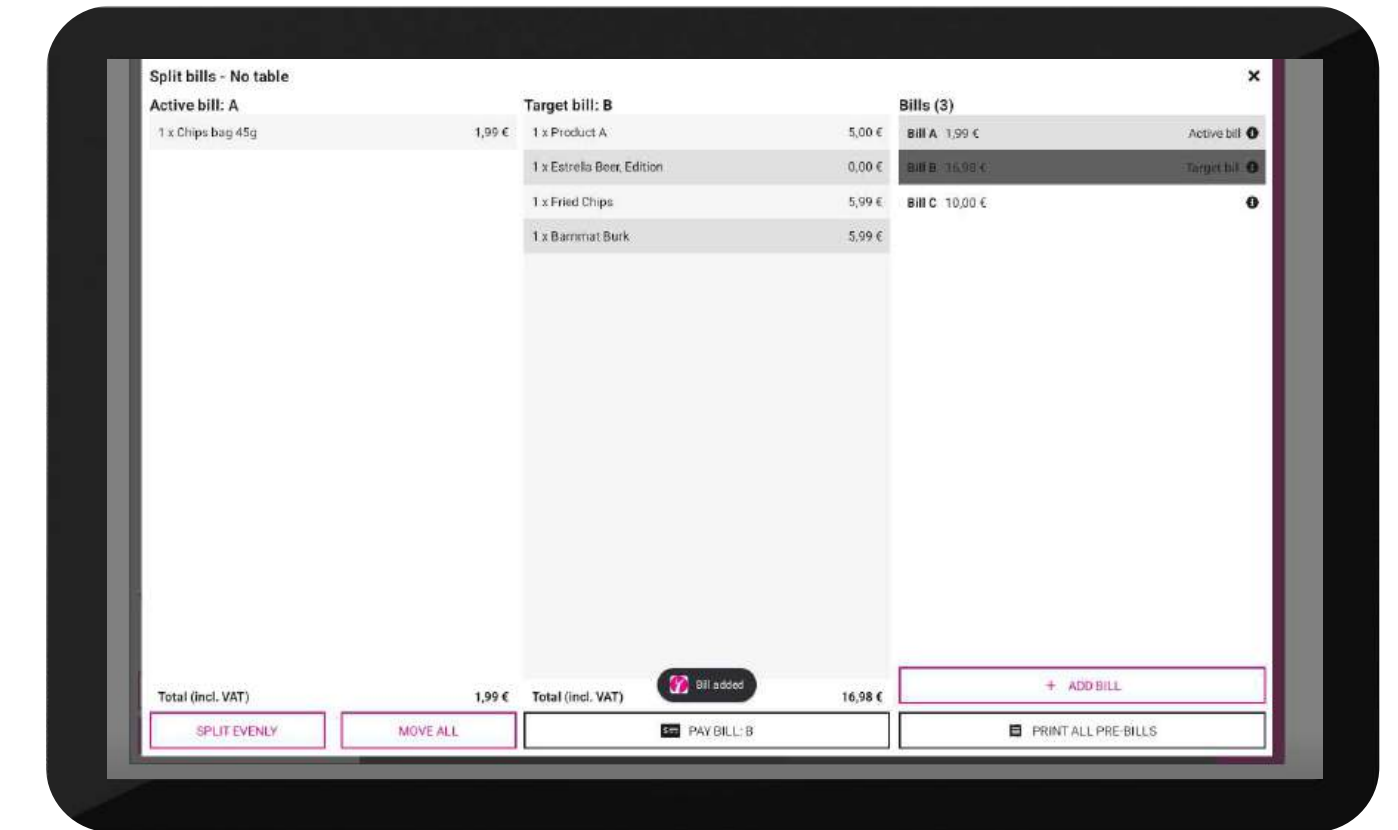 Split bills - No table
Active bill: A
1 x Chips bag 45g 1,99 €
Total (incl. VAT) 1,99 €
SPLIT EVENLY MOVE ALL
Target bill: B
1 x Product A 5,00 €
1 x Estrella Beer, Edition 0,00 €
1 x Fried Chips 5,99 €
1 x Barnmat Burk 5,99 €
Bill added
Total (incl. VAT) 16,98 €
PAY BILL: B
Bills (3)
Bill A 1,99 € Active bill
Bill B 16,98 € Target bill
Bill C 10,00 €
+ ADD BILL
PRINT ALL PRE-BILLS